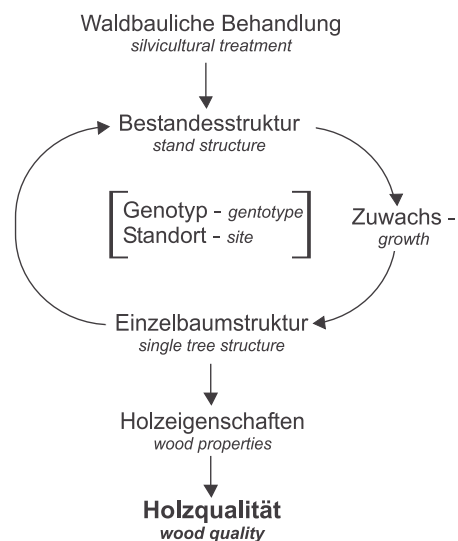 Waldbauliche Behandlung
silvicultural treatment
Bestandesstruktur
stand structure
Genotyp - gentotype
Standort - site
Zuwachs -
growth
Einzelbaumstruktur
single tree structure
Holzeigenschaften
wood properties
Holzqualität
wood quality